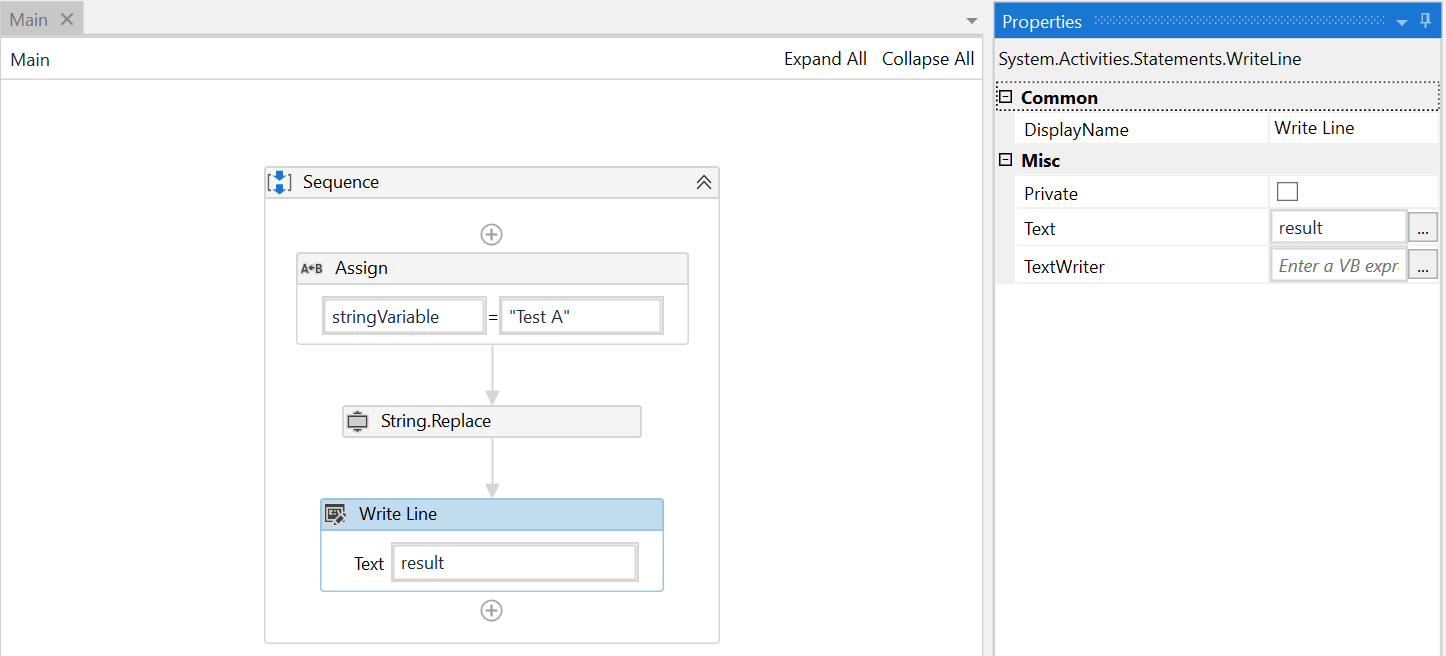 Main
Main Expand All Collapse All
Sequence
A B Assign
stringVariable = "Test A"
String.Replace
Write Line
Text result
Properties
System.Activities.Statements.WriteLine
Common
DisplayName Write Line
Misc
Private
Text result ...
TextWriter Enter a VB expr ...